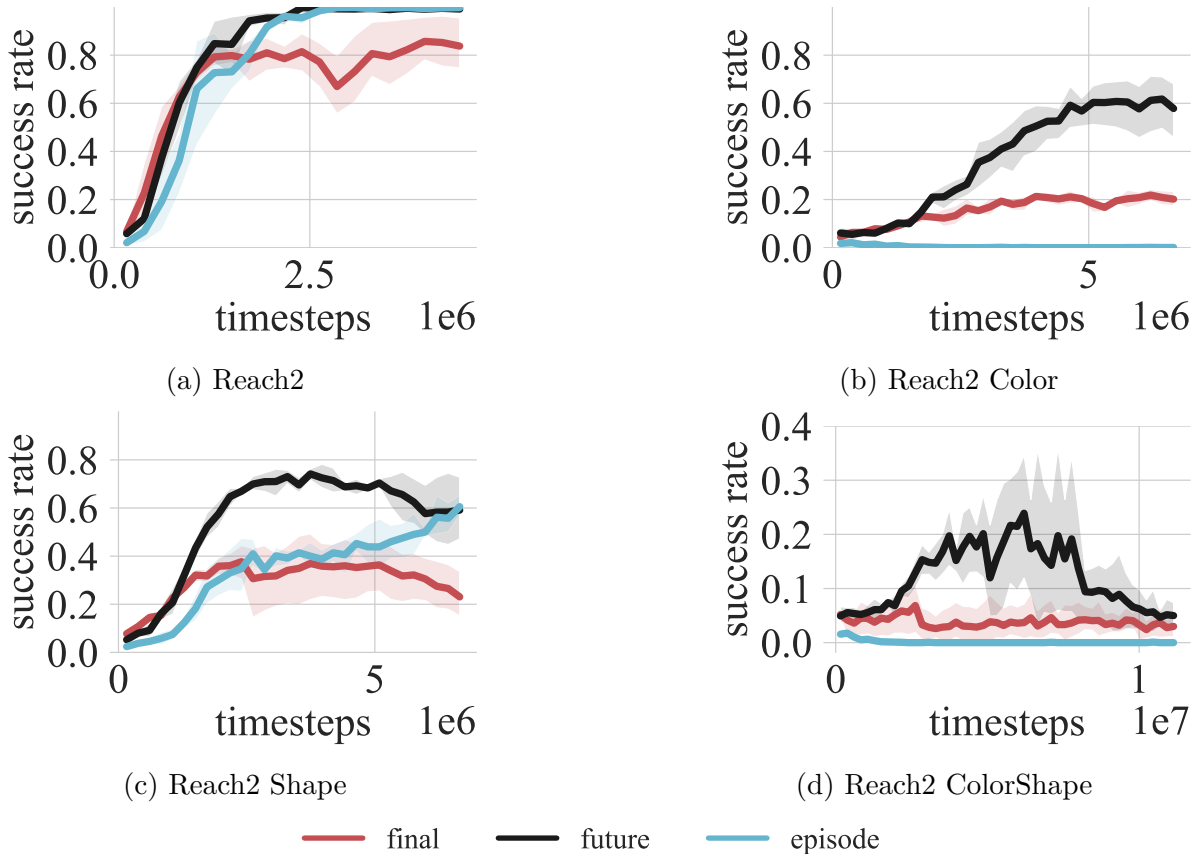 success rate
0.8
0.6
0.4
0.2
0.0
0.0 2.5
timesteps 1e6
(a) Reach2
success rate
0.8
0.6
0.4
0.2
0.0
0 5
timesteps 1e6
(b) Reach2 Color
success rate
0.8
0.6
0.4
0.2
0.0
0 5
timesteps 1e6
(c) Reach2 Shape
success rate
0.4
0.3
0.2
0.1
0.0
0 1
timesteps 1e7
(d) Reach2 ColorShape
final future episode